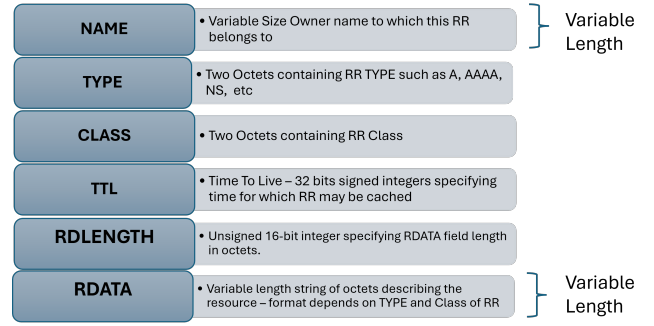 NAME
• Variable Size Owner name to which this RR
belongs to
Variable
Length
TYPE
• Two Octets containing RR TYPE such as A, AAAA,
NS, etc
CLASS
• Two Octets containing RR Class
TTL
• Time To Live – 32 bits signed integers specifying
time for which RR may be cached
RDLENGTH
• Unsigned 16-bit integer specifying RDATA field length
in octets.
RDATA
• Variable length string of octets describing the
resource – format depends on TYPE and Class of RR
Variable
Length